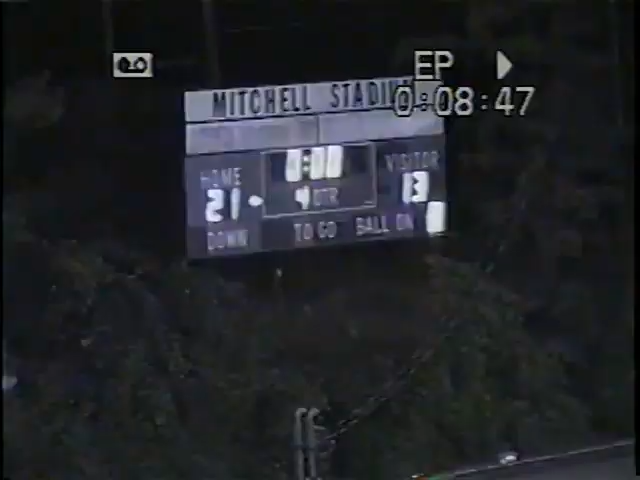 EP
0:08:47
MITCHELL STADIUM
0:00
HOME VISITOR
21 4 QTR 13
DOWN TO GO BALL ON 0